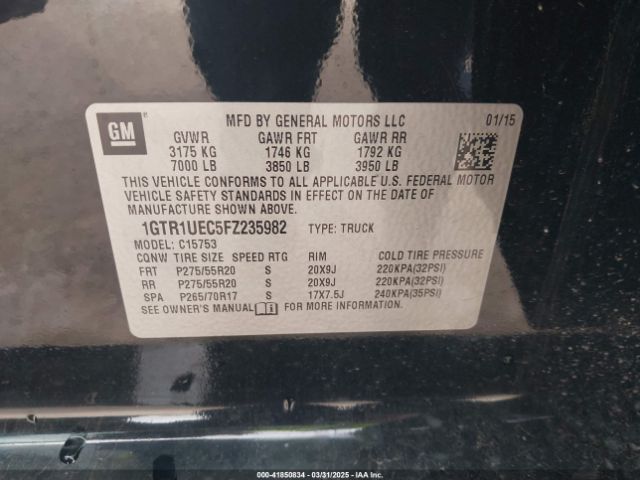 GM
MFD BY GENERAL MOTORS LLC 01/15
GVWR GAWR FRT GAWR RR
3175 KG 1746 KG 1792 KG
7000 LB 3850 LB 3950 LB
THIS VEHICLE CONFORMS TO ALL APPLICABLE U.S. FEDERAL MOTOR
VEHICLE SAFETY STANDARDS IN EFFECT ON THE DATE OF
MANUFACTURE SHOWN ABOVE.
1GTR1UEC5FZ235982 TYPE: TRUCK
MODEL: C15753
CQNW TIRE SIZE SPEED RTG RIM COLD TIRE PRESSURE
FRT P275/55R20 S 20X9J 220KPA(32PSI)
RR P275/55R20 S 20X9J 220KPA(32PSI)
SPA P265/70R17 S 17X7.5J 240KPA(35PSI)
SEE OWNER'S MANUAL FOR MORE INFORMATION.
000-41850834 - 03/31/2025 - IAA Inc.